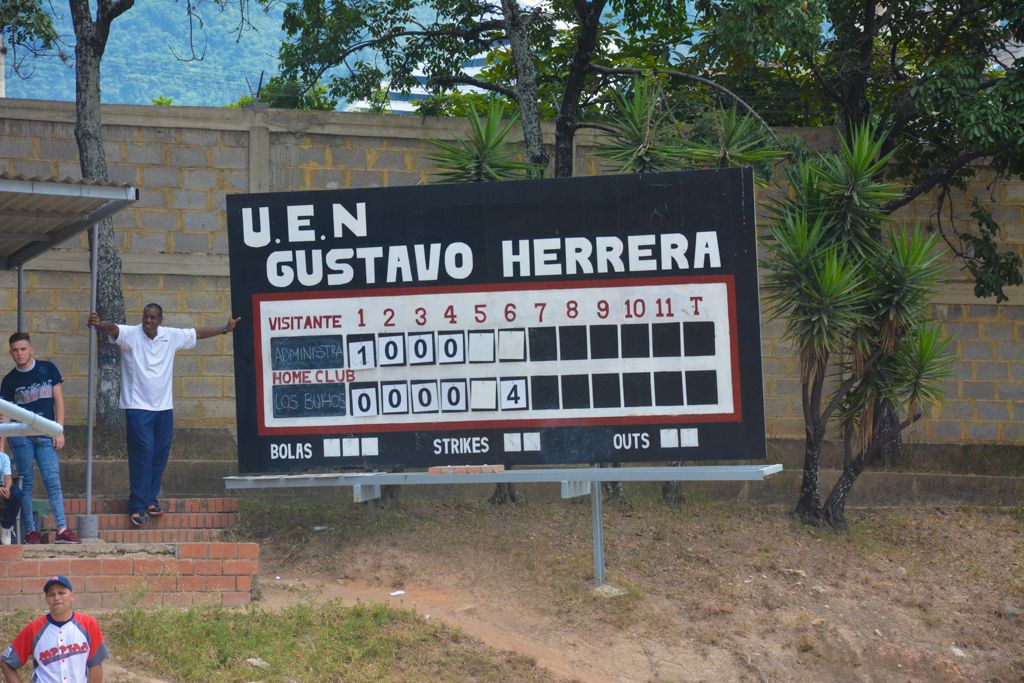 U.E.N
GUSTAVO HERRERA
VISITANTE 1 2 3 4 5 6 7 8 9 10 11 T
ADMINISTRA 1 0 0 0
HOME CLUB
LOS BUHOS 0 0 0 0 4
BOLAS STRIKES OUTS